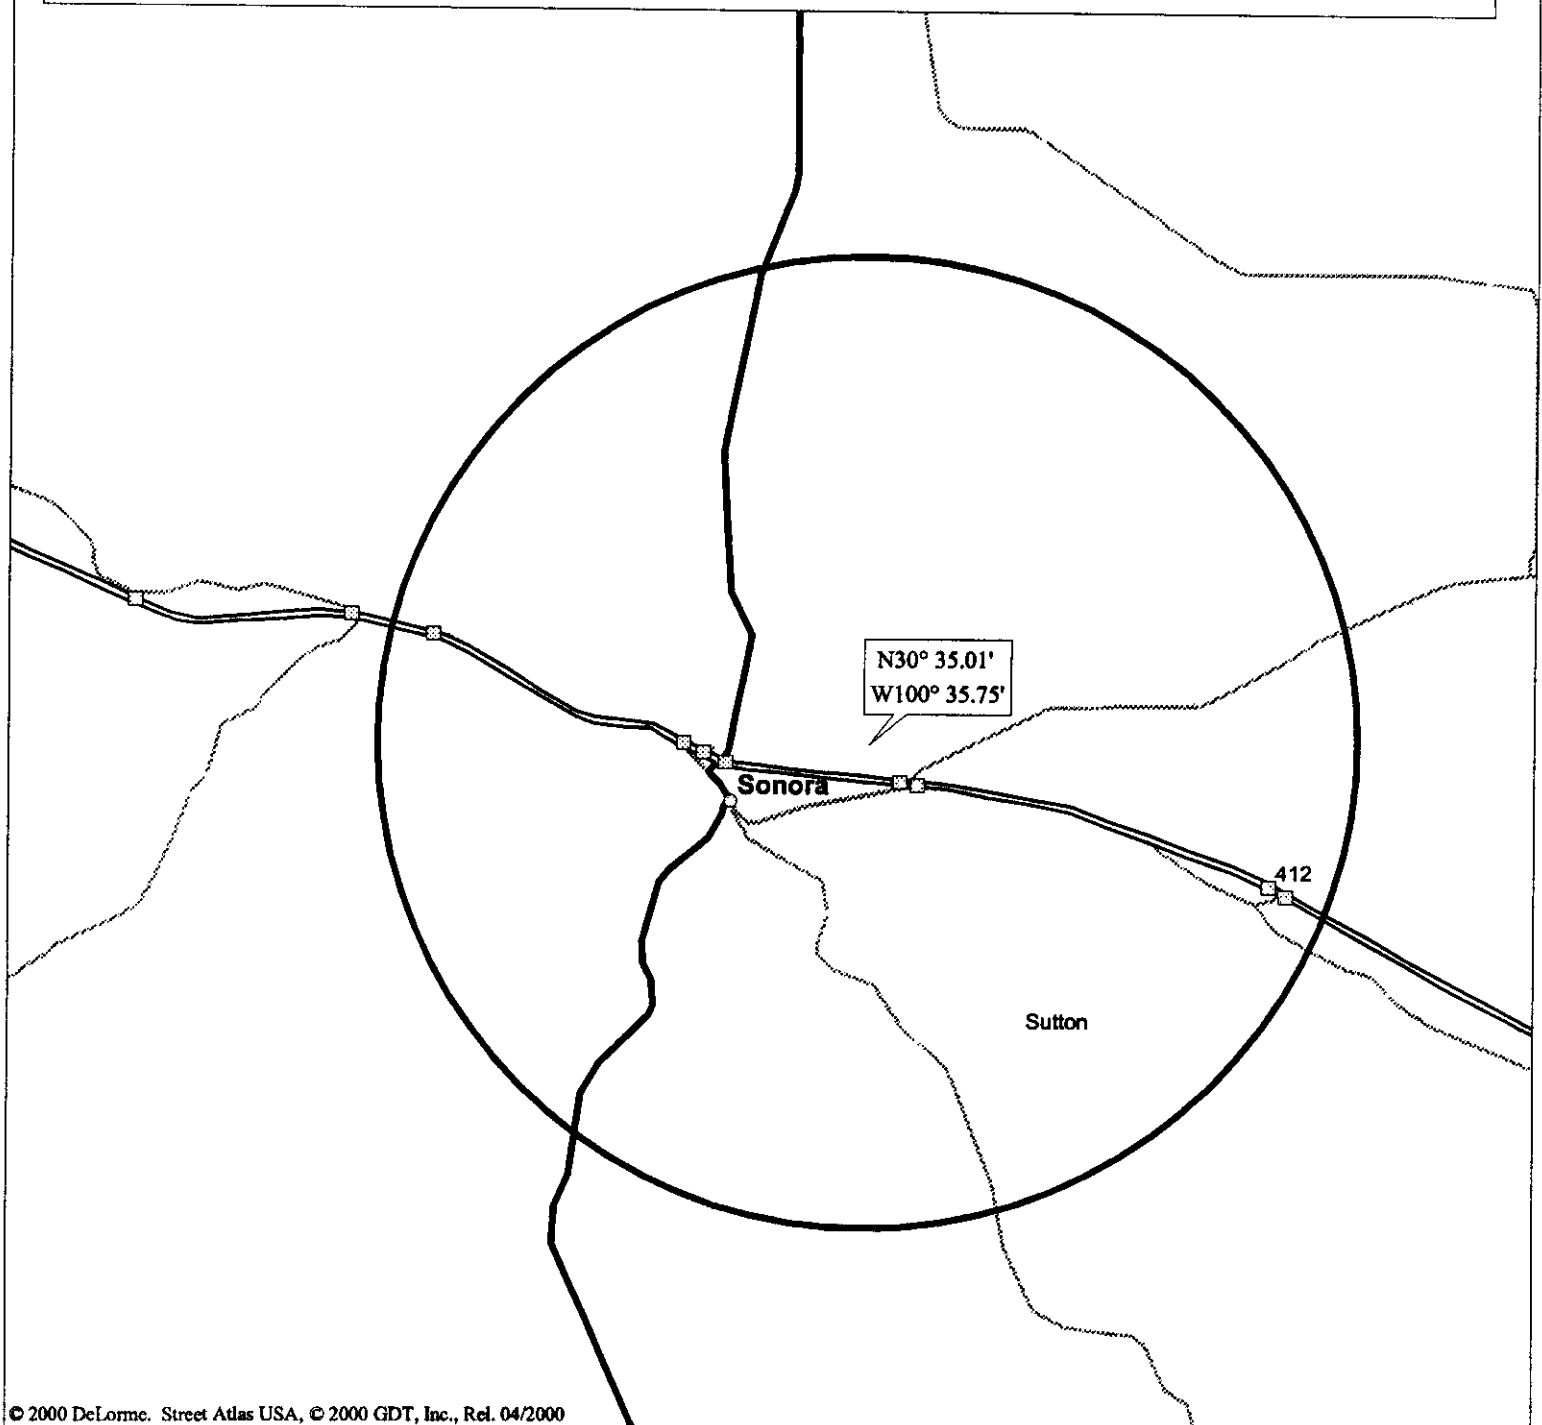 N30° 35.01'
W100° 35.75'
Sonora
412
Sutton
© 2000 DeLorme. Street Atlas USA, © 2000 GDT, Inc., Rel. 04/2000